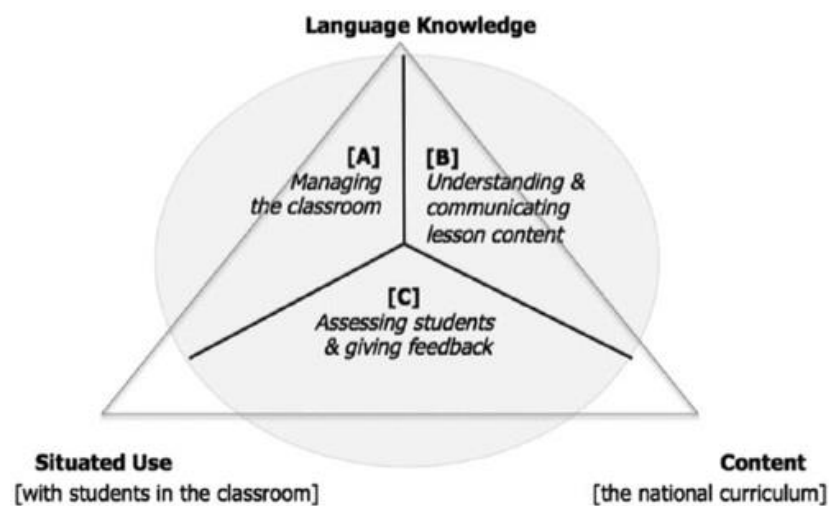 Language Knowledge
[A]
Managing
the classroom
[B]
Understanding &
communicating
lesson content
[C]
Assessing students
& giving feedback
Situated Use
[with students in the classroom]
Content
[the national curriculum]